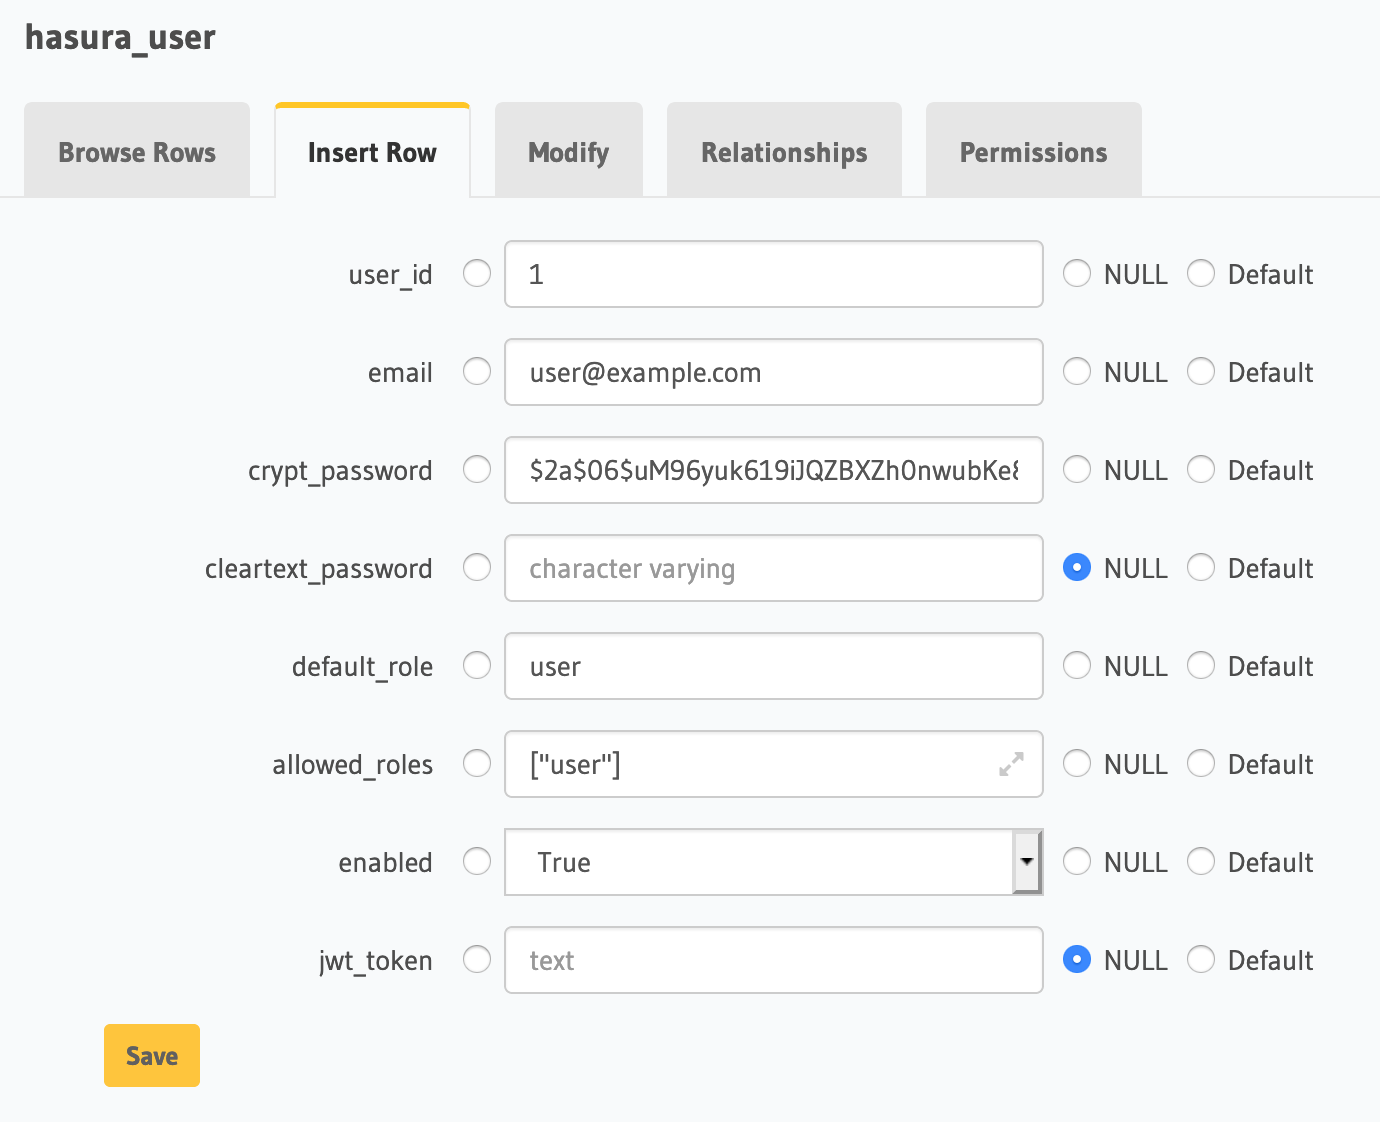 hasura_user
Browse Rows Insert Row Modify Relationships Permissions
user_id 1 NULL Default
email user@example.com NULL Default
crypt_password $2a$06$uM96yuk619iJQZBXZh0nwubKe8 NULL Default
cleartext_password character varying NULL Default
default_role user NULL Default
allowed_roles ["user"] NULL Default
enabled True NULL Default
jwt_token text NULL Default
Save